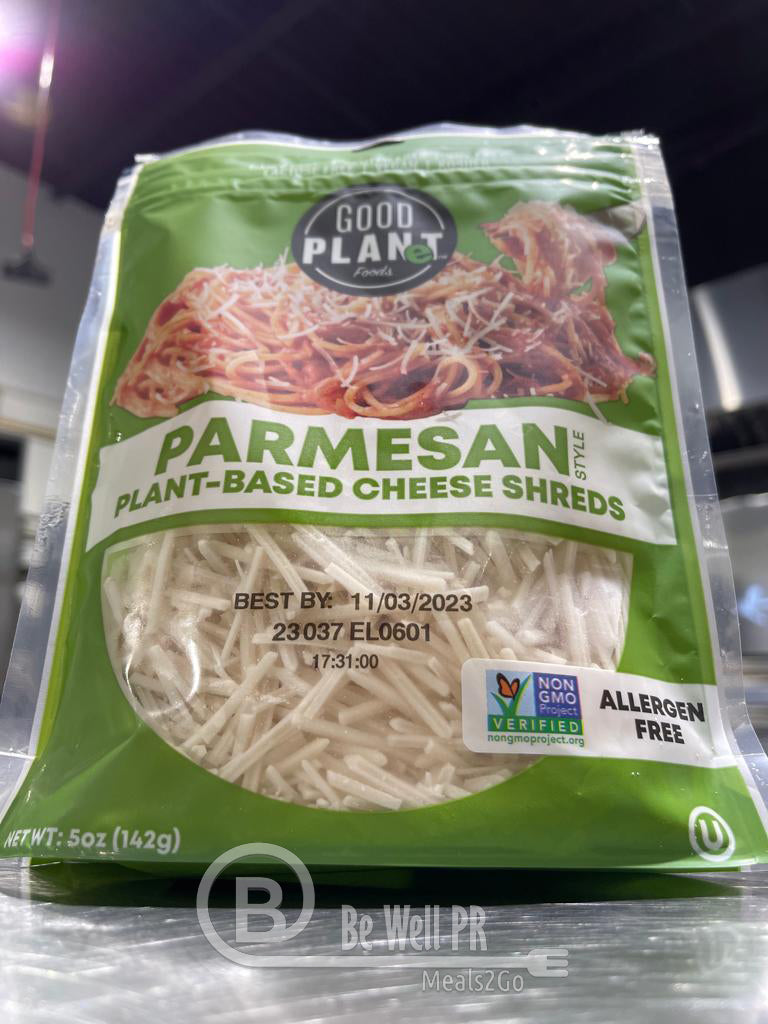 GOOD
PLANeT™
Foods
PARMESAN STYLE
PLANT-BASED CHEESE SHREDS
BEST BY: 11/03/2023
23037 EL0601
17:31:00
NON
GMO
Project
VERIFIED
nongmoproject.org
ALLERGEN
FREE
NET WT: 5oz (142g)
U
B
Be Well PR
Meals2Go